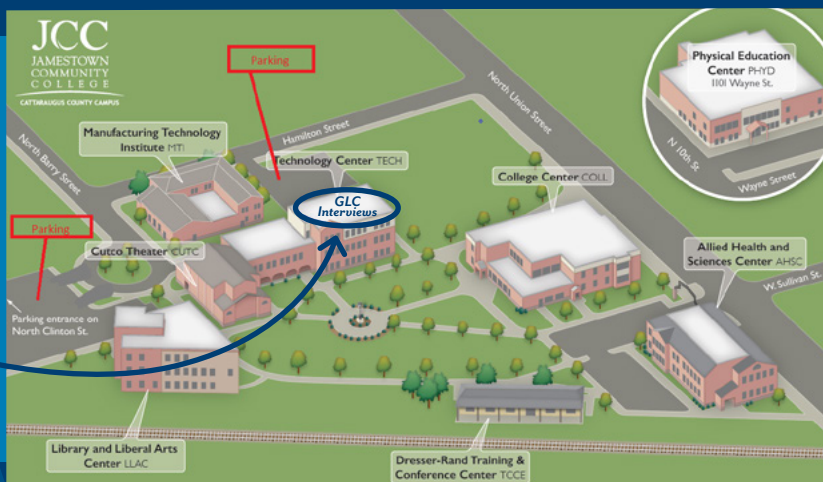 JCC
JAMESTOWN
COMMUNITY
COLLEGE
CATTARAUGUS COUNTY CAMPUS
Parking
Physical Education
Center PHYD
1101 Wayne St.
N 10th St
Wayne Street
North Union Street
Hamilton Street
North Barry Street
Manufacturing Technology
Institute MTI
Technology Center TECH
GLC
Interviews
College Center COLL
Parking
Cutco Theater CUTC
Allied Health and
Sciences Center AHSC
W. Sullivan St.
Parking entrance on
North Clinton St.
Library and Liberal Arts
Center LLAC
Dresser-Rand Training &
Conference Center TCCE